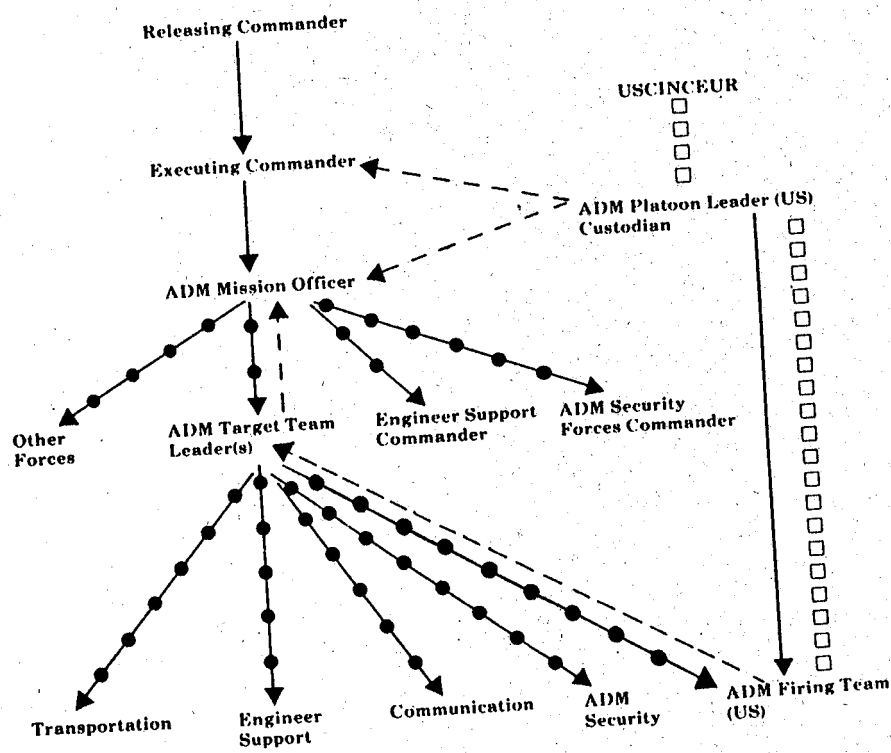 Releasing Commander
USCINCEUR
Executing Commander
ADM Platoon Leader (US)
Custodian
ADM Mission Officer
Other
Forces
ADM Target Team
Leader(s)
Engineer Support
Commander
ADM Security
Forces Commander
Transportation
Engineer
Support
Communication
ADM
Security
ADM Firing Team
(US)